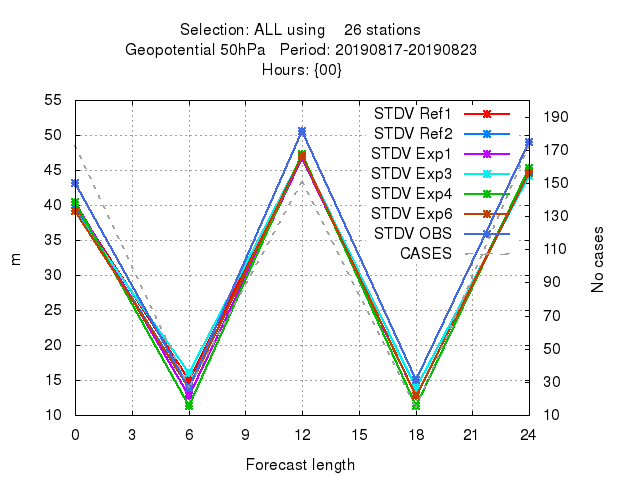 Selection: ALL using    26 stations
Geopotential 50hPa   Period: 20190817-20190823
Hours: {00}
55
50
45
40
35
30
25
20
15
10
m
190
170
150
130
110
90
70
50
30
10
No cases
STDV Ref1
STDV Ref2
STDV Exp1
STDV Exp3
STDV Exp4
STDV Exp6
STDV OBS
CASES
0 3 6 9 12 15 18 21 24
Forecast length